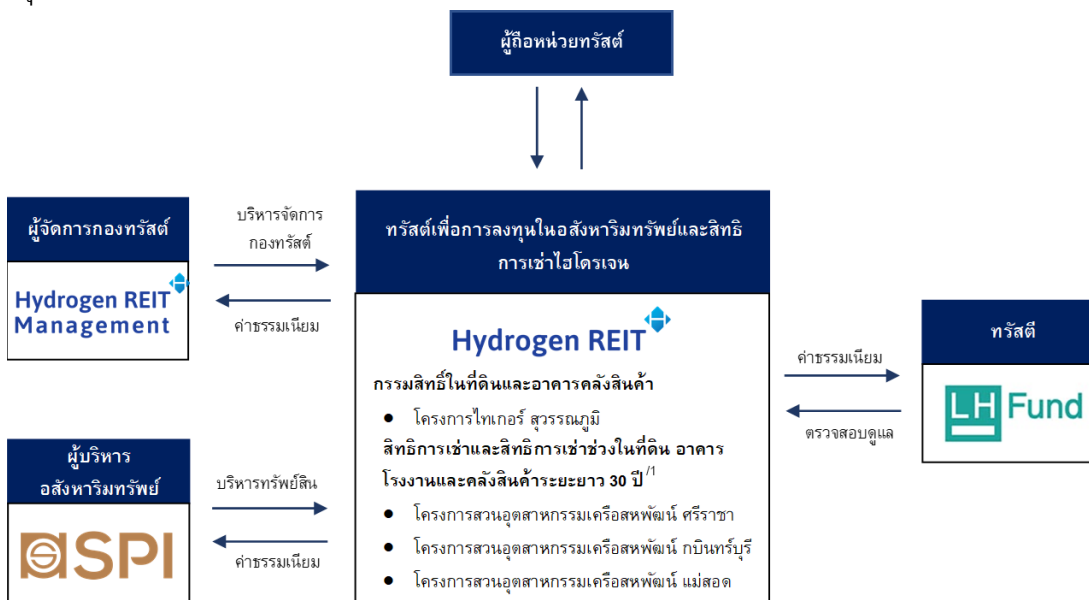 ผู้ถือหน่วยทรัสต์
ผู้จัดการกองทรัสต์
Hydrogen REIT
Management
บริหารจัดการ
กองทรัสต์
ค่าธรรมเนียม
ทรัสต์เพื่อการลงทุนในอสังหาริมทรัพย์และสิทธิ
การเช่าไฮโดรเจน
Hydrogen REIT
กรรมสิทธิ์ในที่ดินและอาคารคลังสินค้า
● โครงการไทเกอร์ สุวรรณภูมิ
สิทธิการเช่าและสิทธิการเช่าช่วงในที่ดิน อาคาร
โรงงานและคลังสินค้าระยะยาว 30 ปี/1
● โครงการสวนอุตสาหกรรมเครือสหพัฒน์ ศรีราชา
● โครงการสวนอุตสาหกรรมเครือสหพัฒน์ กบินทร์บุรี
● โครงการสวนอุตสาหกรรมเครือสหพัฒน์ แม่สอด
ค่าธรรมเนียม
ตรวจสอบดูแล
ทรัสตี
LH Fund
ผู้บริหาร
อสังหาริมทรัพย์
SPI
บริหารทรัพย์สิน
ค่าธรรมเนียม